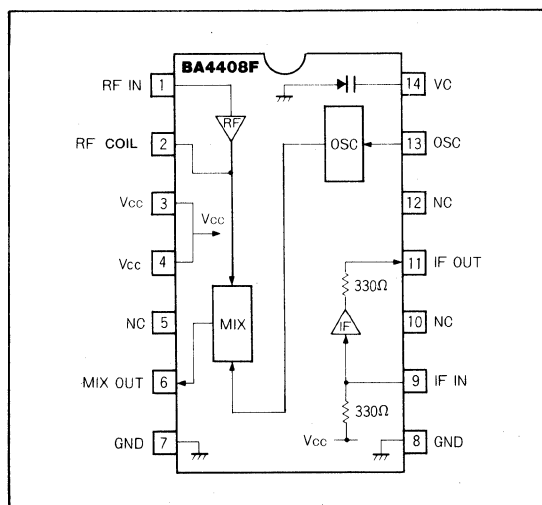 BA4408F
RF IN 1
14 VC
RF
RF COIL 2
OSC
13 OSC
Vcc 3
Vcc
12 NC
Vcc 4
11 IF OUT
330Ω
NC 5
MIX
IF
10 NC
MIX OUT 6
9 IF IN
330Ω
Vcc
GND 7
8 GND